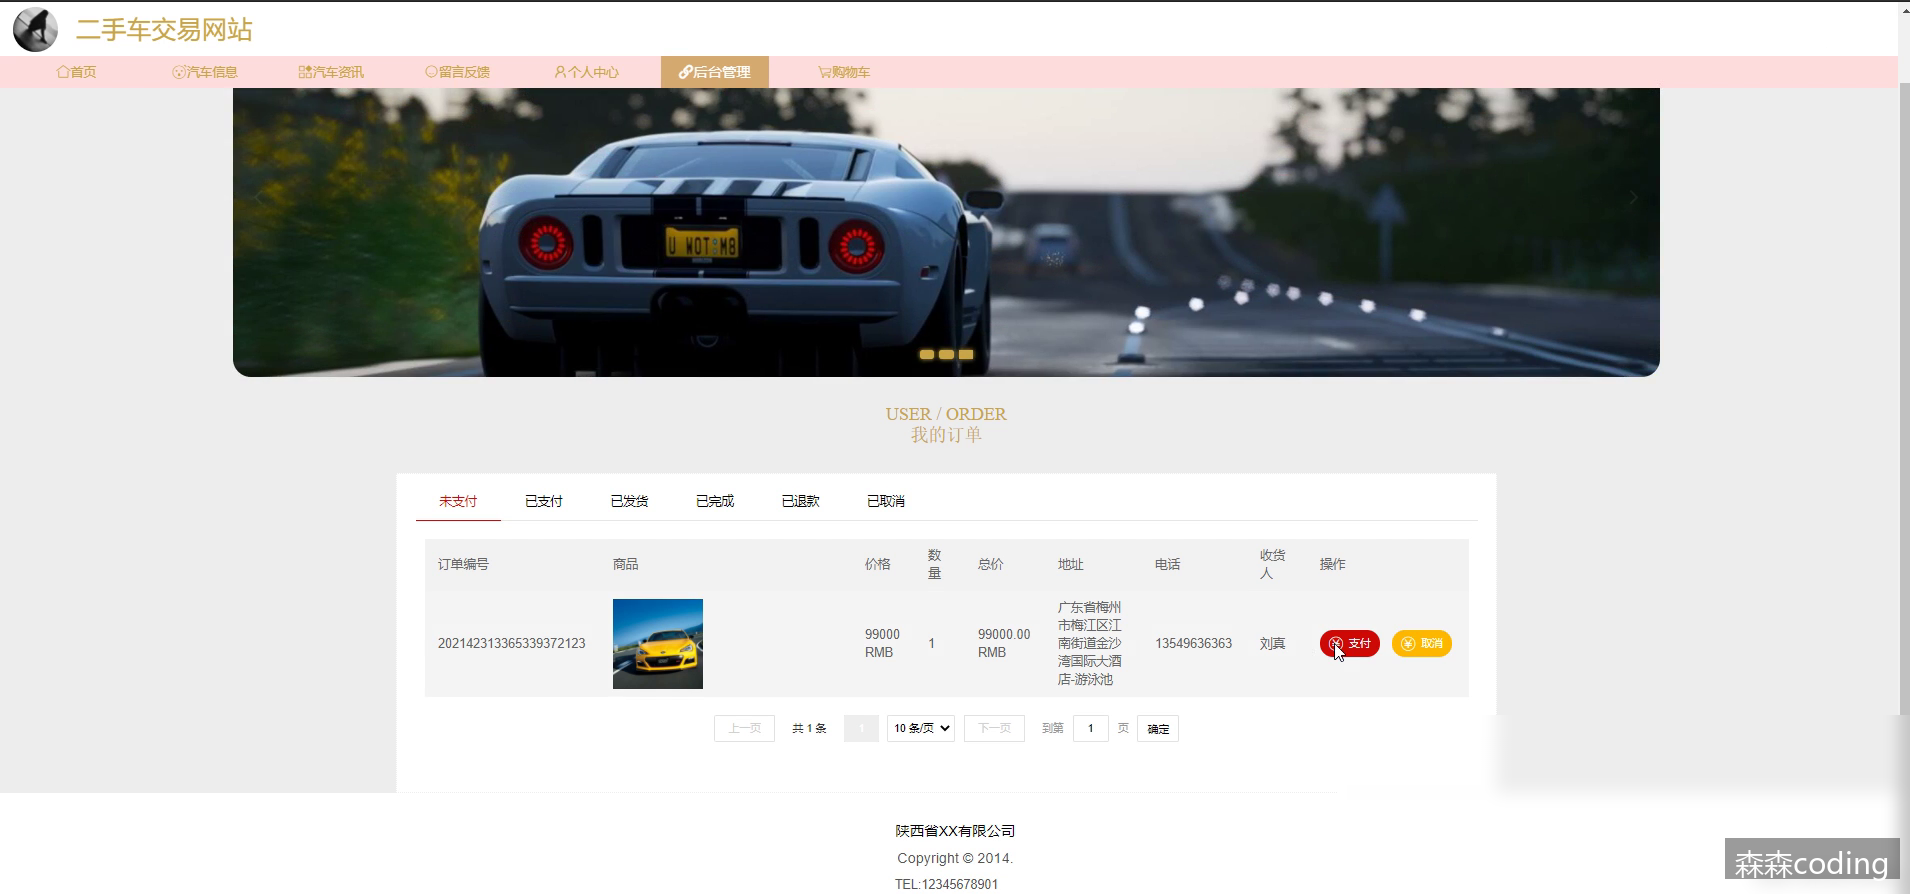 二手车交易网站
首页 汽车信息 汽车资讯 留言反馈 个人中心 后台管理 购物车
U WOT M8
USER / ORDER
我的订单
未支付 已支付 已发货 已完成 已退款 已取消
订单编号 商品 价格 数量 总价 地址 电话 收货人 操作
202142313365339372123
99000
RMB
1
99000.00
RMB
广东省梅州
市梅江区江
南街道金沙
湾国际大酒
店-游泳池
13549636363
刘真
支付 取消
上一页 共 1 条 1 10 条/页 下一页 到第 1 页 确定
陕西省XX有限公司
Copyright © 2014.
TEL:12345678901
森森coding